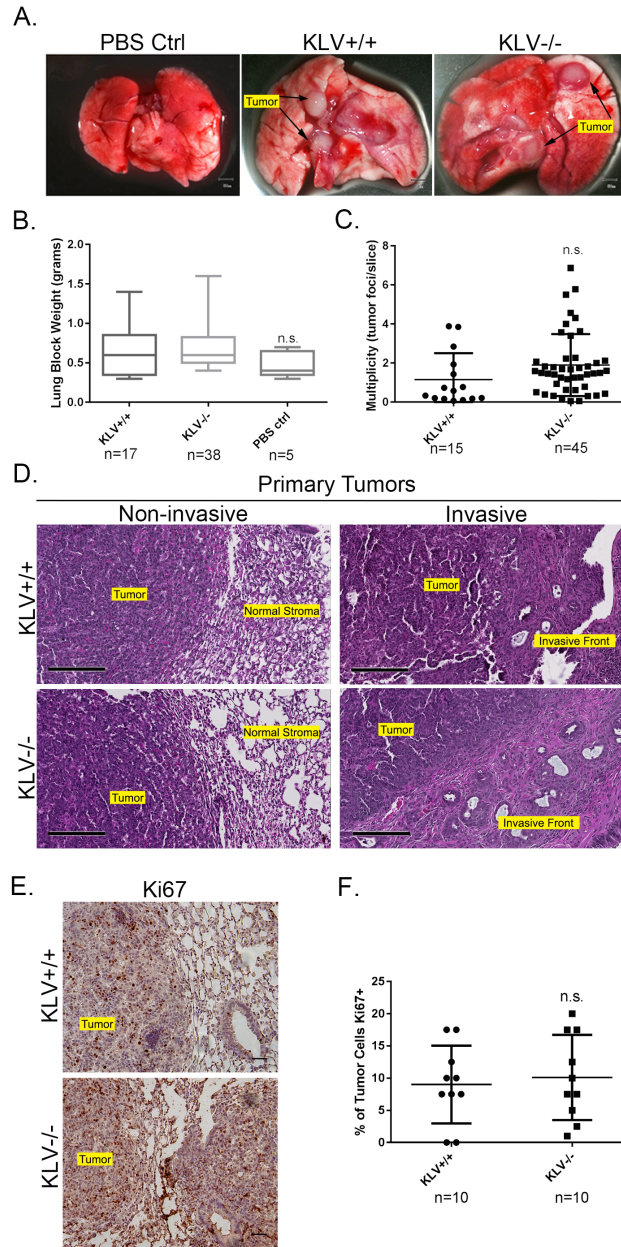 A.
PBS Ctrl
KLV+/+
KLV-/-
Tumor
Tumor
B.
Lung Block Weight (grams)
2.0
1.5
1.0
0.5
0.0
n.s.
KLV+/+
KLV-/-
PBS ctrl
n=17
n=38
n=5
C.
Multiplicity (tumor foci/slice)
8
6
4
2
0
n.s.
KLV+/+
KLV-/-
n=15
n=45
D.
Primary Tumors
Non-invasive
Invasive
KLV+/+
Tumor
Normal Stroma
Tumor
Invasive Front
KLV-/-
Tumor
Normal Stroma
Tumor
Invasive Front
E.
Ki67
KLV+/+
Tumor
KLV-/-
Tumor
F.
% of Tumor Cells Ki67+
25
20
15
10
5
0
n.s.
KLV+/+
KLV-/-
n=10
n=10